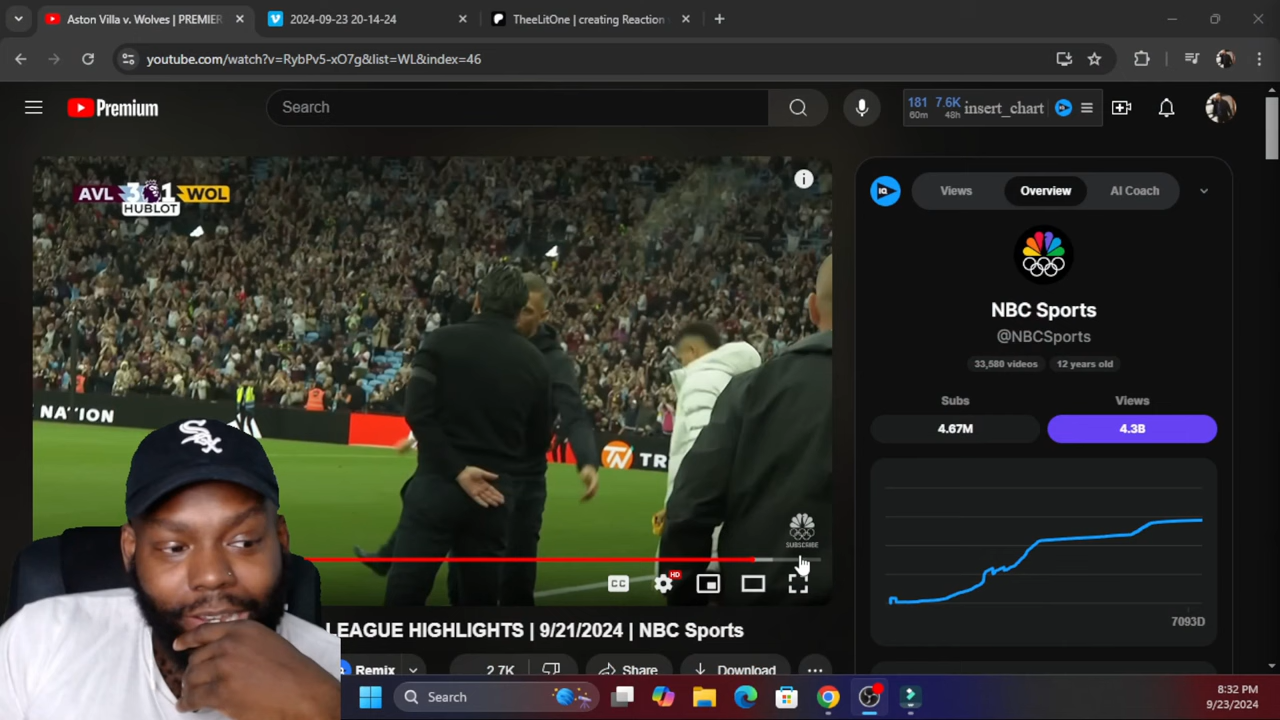 Aston Villa v. Wolves | PREMIER
2024-09-23 20-14-24
TheeLitOne | creating Reaction
youtube.com/watch?v=RybPv5-xO7g&list=WL&index=46
Premium
Search
181 7.6K insert_chart
60m 48h
AVL 3 1 WOL
HUBLOT
IQ
Views
Overview
AI Coach
NBC Sports
@NBCSports
33,580 videos
12 years old
Subs
Views
4.67M
4.3B
NATION
TRI
Sox
SUBSCRIBE
CC
HD
LEAGUE HIGHLIGHTS | 9/21/2024 | NBC Sports
7093D
Remix
2.7K
Share
Download
Search
8:32 PM
9/23/2024